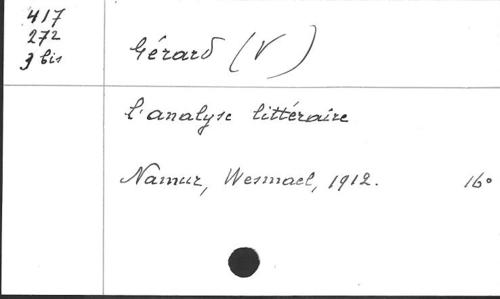 417
272
3 bis
Gérard (V)
L'analyse littéraire
Namur, Wesmael, 1912. 16°